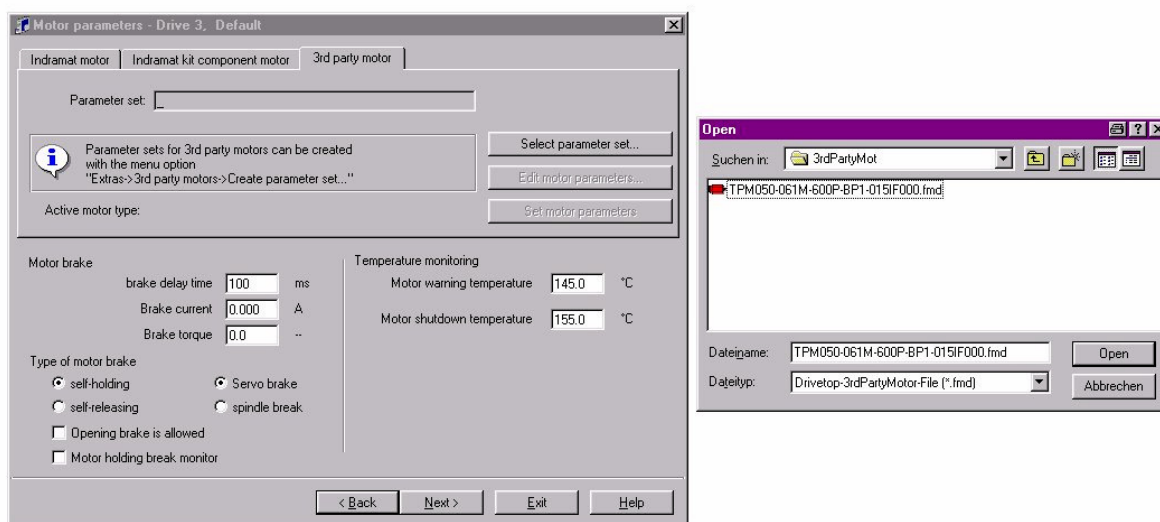 Motor parameters - Drive 3, Default
Indramat motor
Indramat kit component motor
3rd party motor
Parameter set:
_
Parameter sets for 3rd party motors can be created
with the menu option
"Extras->3rd party motors->Create parameter set..."
Select parameter set...
Edit motor parameters...
Set motor parameters
Active motor type:
Motor brake
brake delay time 100 ms
Brake current 0.000 A
Brake torque 0.0 --
Temperature monitoring
Motor warning temperature 145.0 °C
Motor shutdown temperature 155.0 °C
Type of motor brake
self-holding
Servo brake
self-releasing
spindle break
Opening brake is allowed
Motor holding break monitor
< Back
Next >
Exit
Help
Open
Suchen in: 3rdPartyMot
TPM050-061M-600P-BP1-015IF000.fmd
Dateiname: TPM050-061M-600P-BP1-015IF000.fmd
Open
Dateityp: Drivetop-3rdPartyMotor-File (*.fmd)
Abbrechen